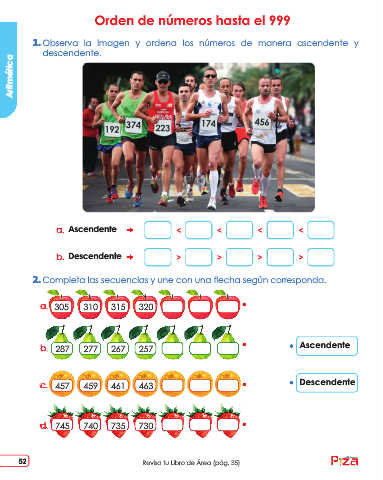 Orden de números hasta el 999
Aritmética
1. Observa la imagen y ordena los números de manera ascendente y
descendente.
192 374 223 174 456
a. Ascendente → < < < <
b. Descendente → > > > >
2. Completa las secuencias y une con una flecha según corresponda.
a. 305 310 315 320
b. 287 277 267 257
Ascendente
c. 457 459 461 463
Descendente
d. 745 740 735 730
52
Revisa tu Libro de Área (pág. 35)